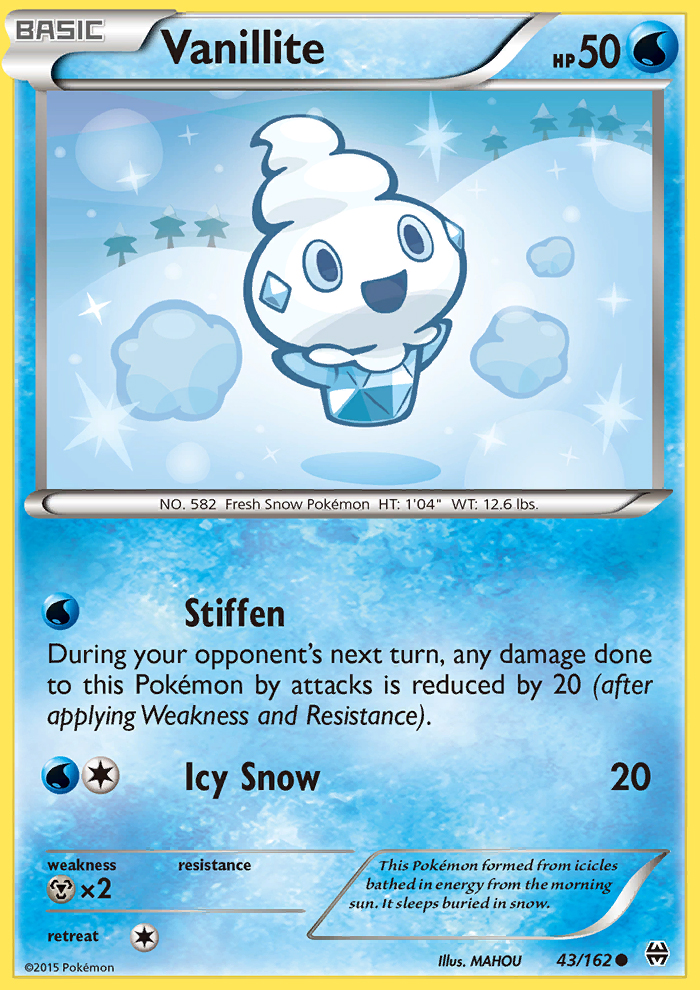 BASIC
Vanillite
HP50
NO. 582 Fresh Snow Pokémon HT: 1'04" WT: 12.6 lbs.
Stiffen
During your opponent's next turn, any damage done
to this Pokémon by attacks is reduced by 20 (after
applying Weakness and Resistance).
Icy Snow 20
weakness resistance
×2
This Pokémon formed from icicles
bathed in energy from the morning
sun. It sleeps buried in snow.
retreat
©2015 Pokémon
Illus. MAHOU 43/162